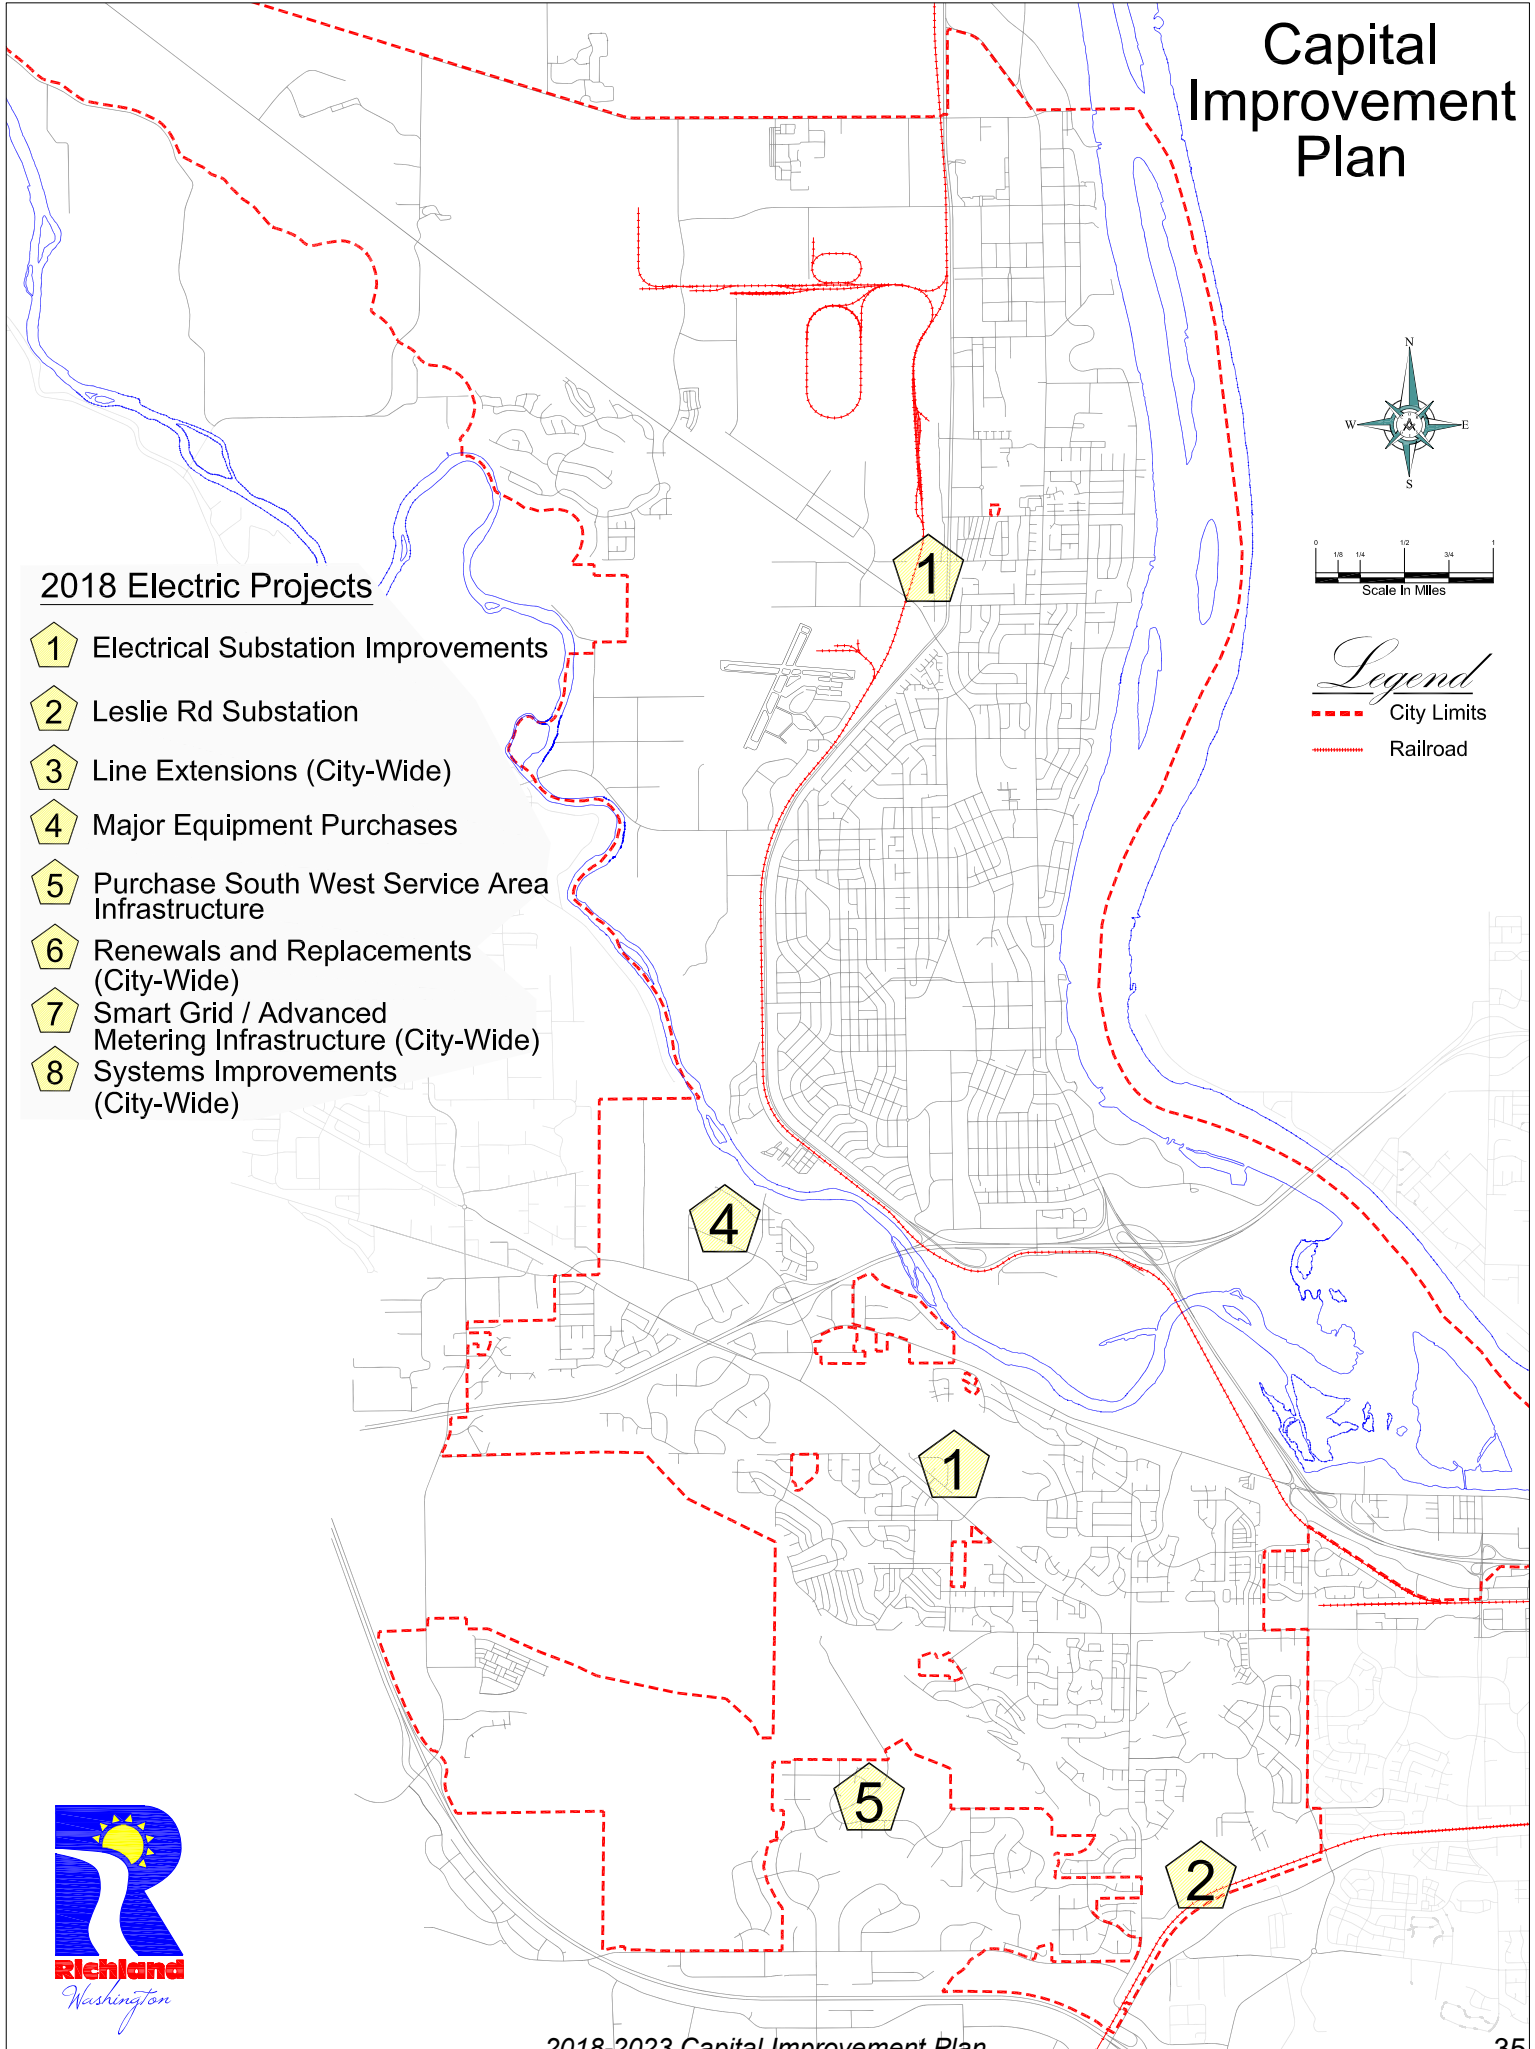 Capital
Improvement
Plan
N
W
E
S
0
1/8
1/4
1/2
3/4
1
Scale In Miles
Legend
City Limits
Railroad
2018 Electric Projects
1 Electrical Substation Improvements
2 Leslie Rd Substation
3 Line Extensions (City-Wide)
4 Major Equipment Purchases
5 Purchase South West Service Area
Infrastructure
6 Renewals and Replacements
(City-Wide)
7 Smart Grid / Advanced
Metering Infrastructure (City-Wide)
8 Systems Improvements
(City-Wide)
1
4
1
5
2
Richland
Washington
2018-2023 Capital Improvement Plan
35